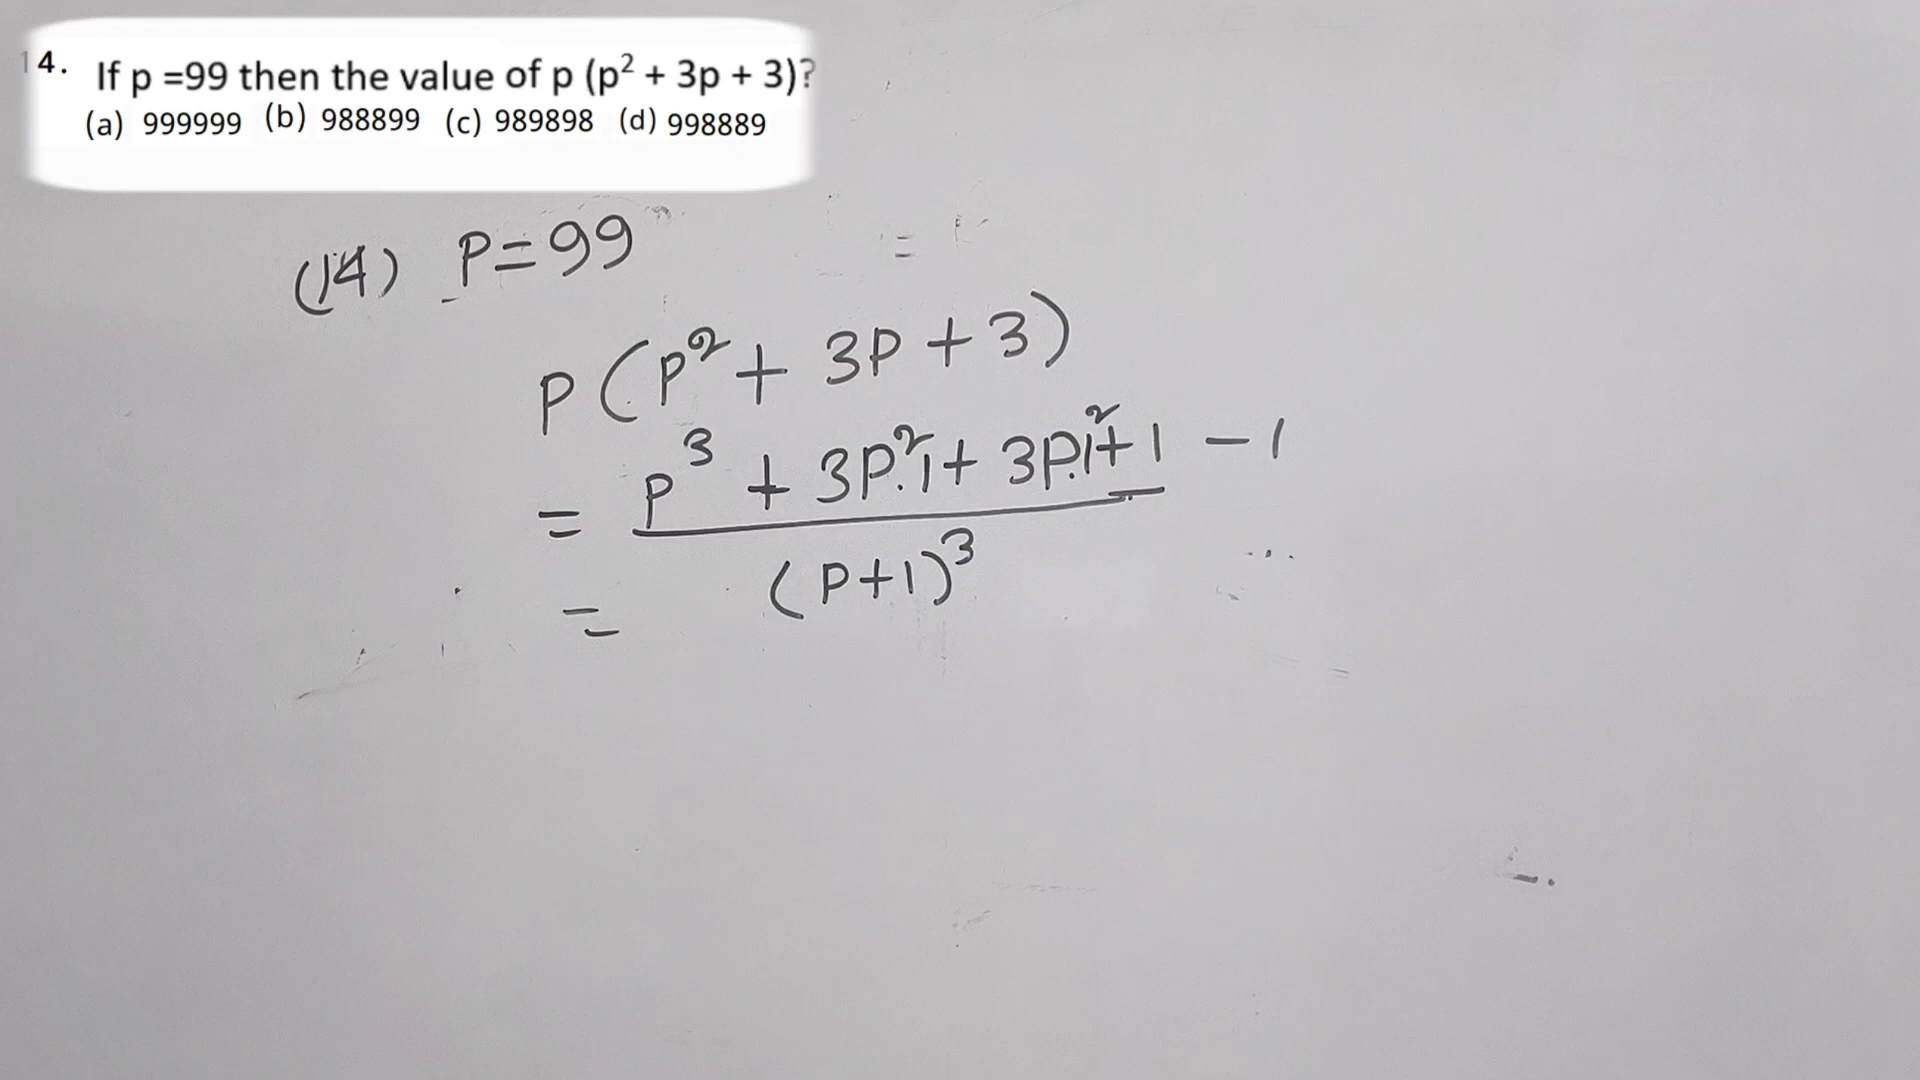 14. If p =99 then the value of p (p² + 3p + 3)?
(a) 999999 (b) 988899 (c) 989898 (d) 998889
(14) P=99
P(P² + 3P + 3)
= P³ + 3P².1 + 3P.1² + 1 - 1
= (P+1)³